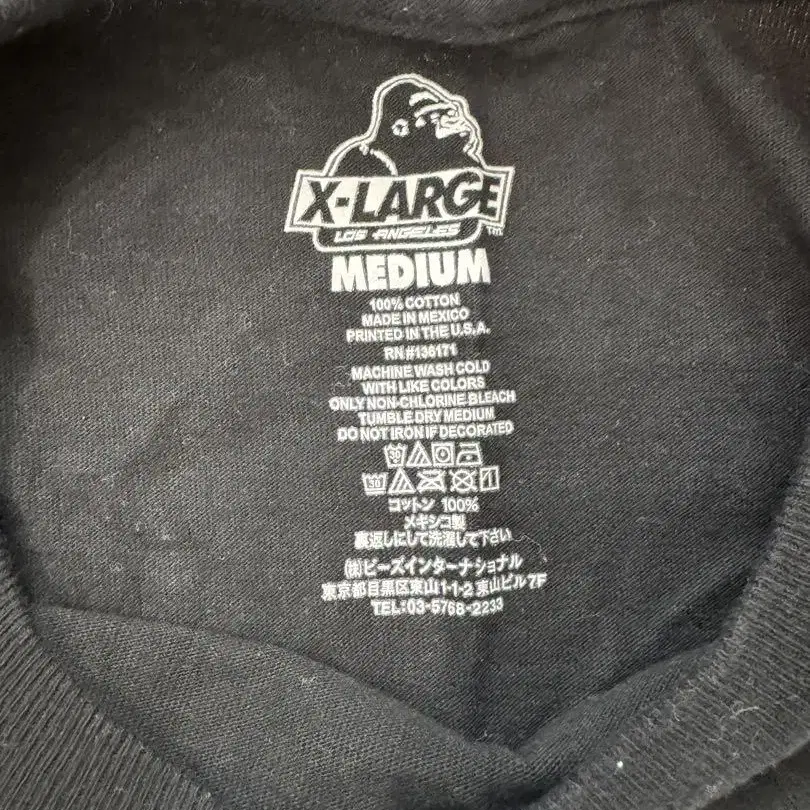 X-LARGE
LOS ANGELES
TM
MEDIUM
100% COTTON
MADE IN MEXICO
PRINTED IN THE U.S.A.
RN#136171
MACHINE WASH COLD
WITH LIKE COLORS
ONLY NON-CHLORINE BLEACH
TUMBLE DRY MEDIUM
DO NOT IRON IF DECORATED
30
30
コットン 100%
メキシコ製
裏返しにして洗濯して下さい
㈱ビーズインターナショナル
東京都目黒区東山1-1-2 東山ビル7F
TEL:03-5768-2233